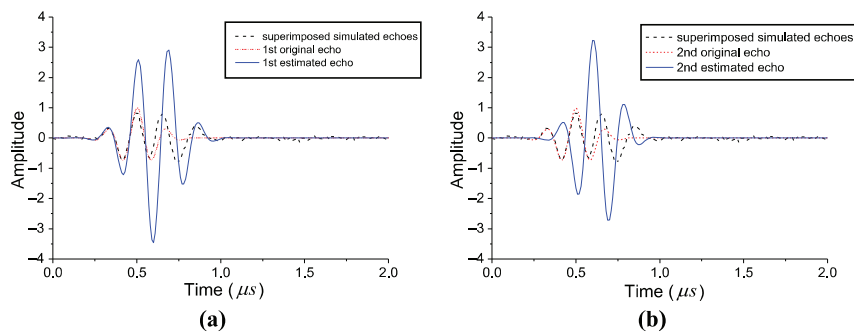 superimposed simulated echoes
1st original echo
1st estimated echo
Amplitude
4
3
2
1
0
−1
−2
−3
−4
0.0 0.5 1.0 1.5 2.0
Time (μs)
(a)
superimposed simulated echoes
2nd original echo
2nd estimated echo
Amplitude
4
3
2
1
0
−1
−2
−3
−4
0.0 0.5 1.0 1.5 2.0
Time (μs)
(b)